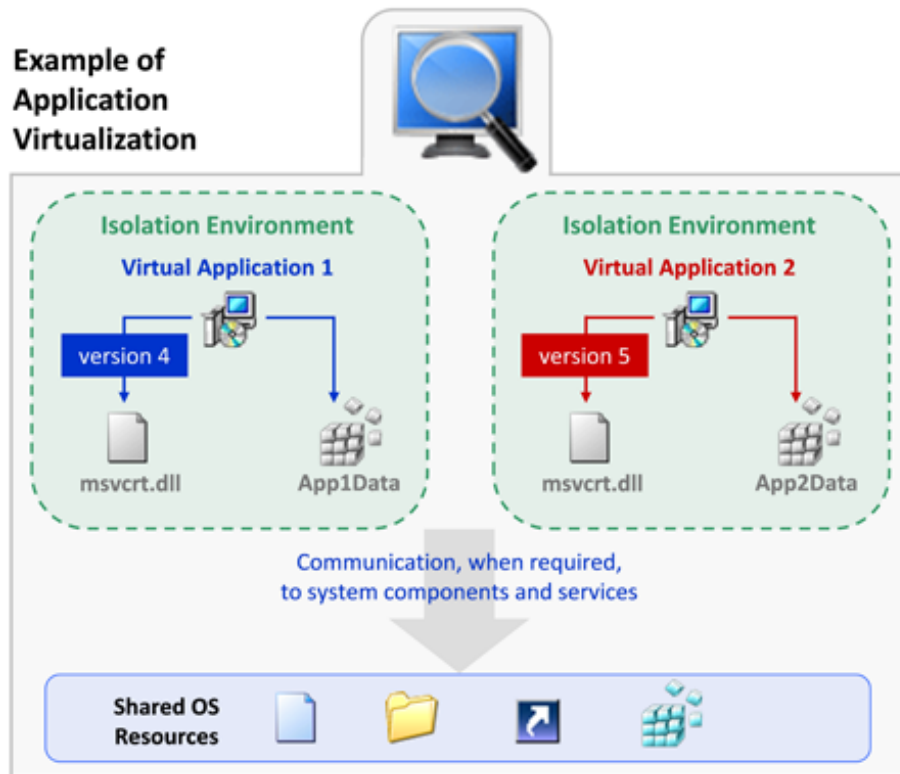 Example of
Application
Virtualization
Isolation Environment
Virtual Application 1
version 4
msvcrt.dll
App1Data
Isolation Environment
Virtual Application 2
version 5
msvcrt.dll
App2Data
Communication, when required,
to system components and services
Shared OS
Resources